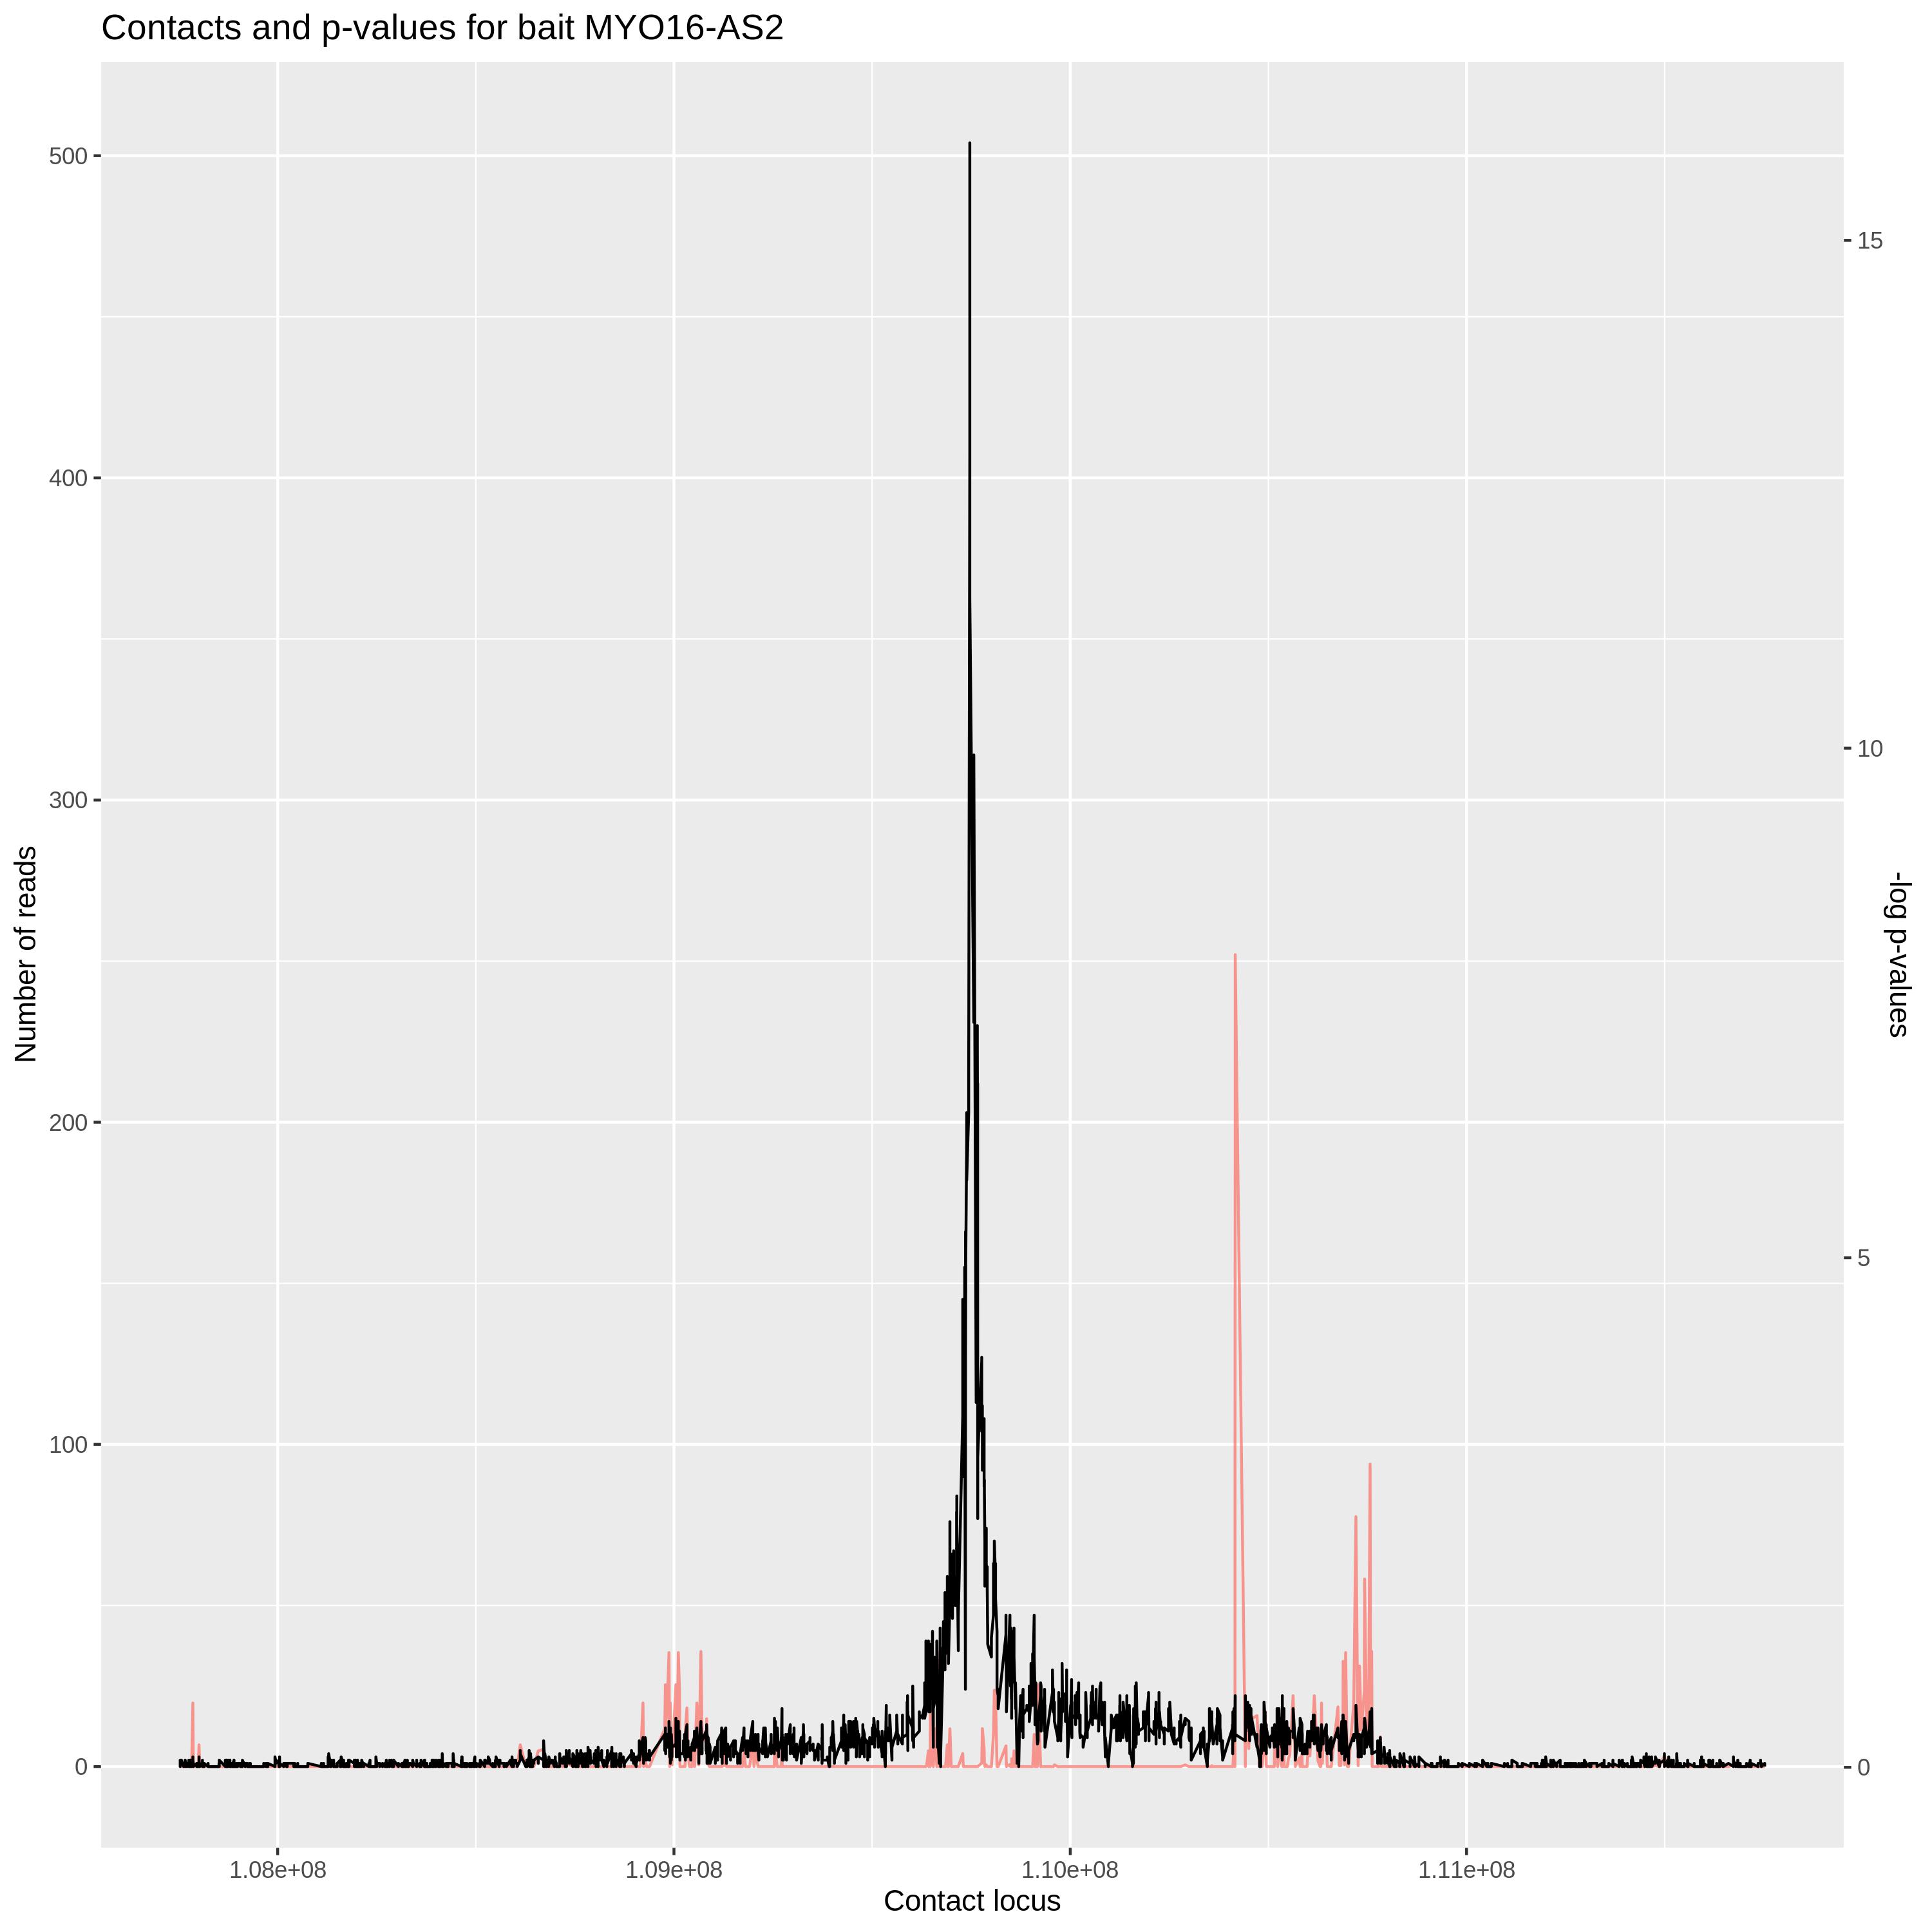 Contacts and p-values for bait MYO16-AS2
500
400
300
200
100
0
Number of reads
15
10
5
0
-log p-values
1.08e+08
1.09e+08
1.10e+08
1.11e+08
Contact locus